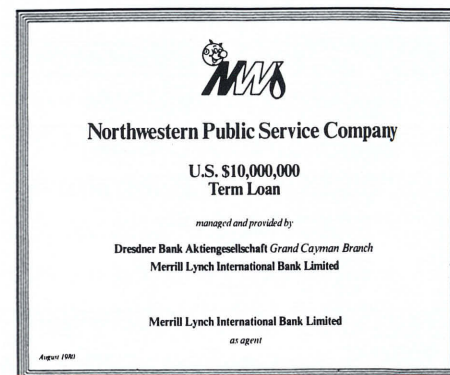 NWS
Northwestern Public Service Company
U.S. $10,000,000
Term Loan
managed and provided by
Dresdner Bank Aktiengesellschaft Grand Cayman Branch
Merrill Lynch International Bank Limited
Merrill Lynch International Bank Limited
as agent
August 1980